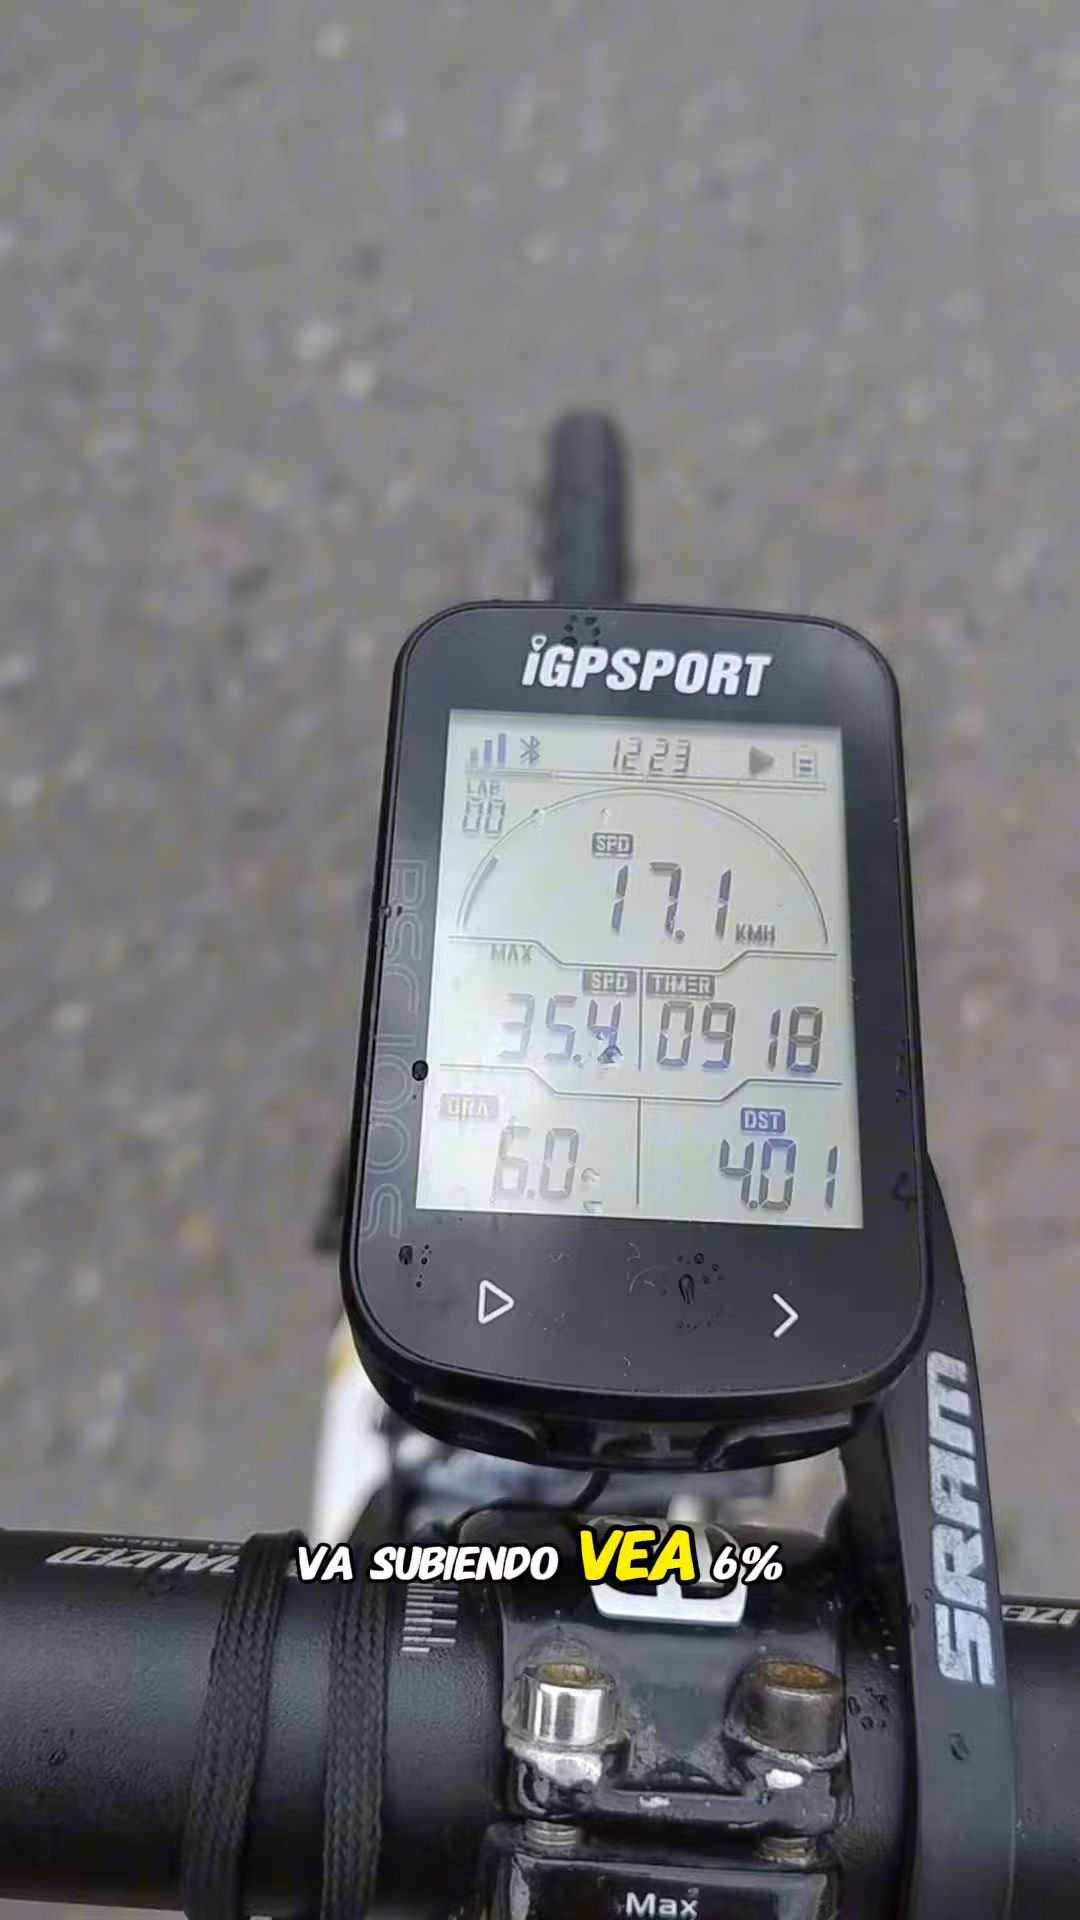 iGPSPORT
12 23
LAP
00
SPD
17.1 KMH
MAX
SPD
35.4
TIMER
09 18
GRA
6.0
DST
4.01
BSC100S
SRAM
VA SUBIENDO VEA 6%
Max